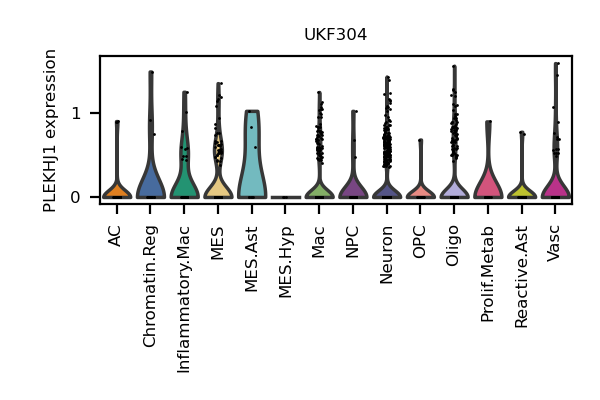 UKF304
PLEKHJ1 expression
1
0
AC
Chromatin.Reg
Inflammatory.Mac
MES
MES.Ast
MES.Hyp
Mac
NPC
Neuron
OPC
Oligo
Prolif.Metab
Reactive.Ast
Vasc